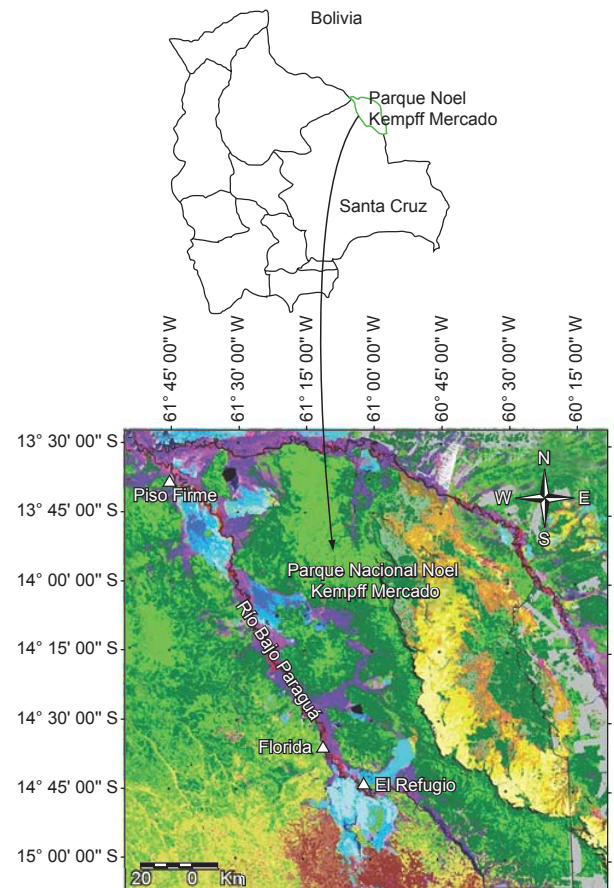 Bolivia
Parque Noel
Kempff Mercado
Santa Cruz
61° 45' 00" W
61° 30' 00" W
61° 15' 00" W
61° 00' 00" W
60° 45' 00" W
60° 30' 00" W
60° 15' 00" W
13° 30' 00" S
13° 45' 00" S
14° 00' 00" S
14° 15' 00" S
14° 30' 00" S
14° 45' 00" S
15° 00' 00" S
N
W
E
S
Piso Firme
Parque Nacional Noel
Kempff Mercado
Río Bajo Paraguá
Florida
El Refugio
20 0 Km